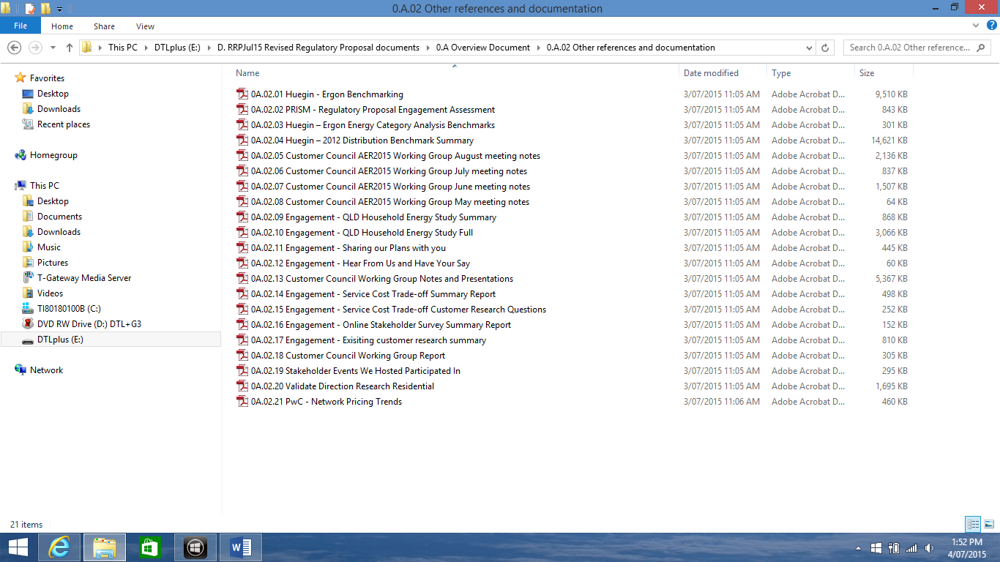 0.A.02 Other references and documentation
File Home Share View
This PC DTLplus (E:) D. RRPJul15 Revised Regulatory Proposal documents 0.A Overview Document 0.A.02 Other references and documentation
Search 0.A.02 Other reference...
Name Date modified Type Size
Favorites
Desktop
Downloads
Recent places
Homegroup
This PC
Desktop
Documents
Downloads
Music
Pictures
T-Gateway Media Server
Videos
TI80180100B (C:)
DVD RW Drive (D:) DTL+G3
DTLplus (E:)
Network
0A.02.01 Huegin - Ergon Benchmarking 3/07/2015 11:05 AM Adobe Acrobat D... 9,510 KB
0A.02.02 PRISM - Regulatory Proposal Engagement Assessment 3/07/2015 11:05 AM Adobe Acrobat D... 843 KB
0A.02.03 Huegin – Ergon Energy Category Analysis Benchmarks 3/07/2015 11:05 AM Adobe Acrobat D... 301 KB
0A.02.04 Huegin – 2012 Distribution Benchmark Summary 3/07/2015 11:05 AM Adobe Acrobat D... 14,621 KB
0A.02.05 Customer Council AER2015 Working Group August meeting notes 3/07/2015 11:05 AM Adobe Acrobat D... 2,136 KB
0A.02.06 Customer Council AER2015 Working Group July meeting notes 3/07/2015 11:05 AM Adobe Acrobat D... 837 KB
0A.02.07 Customer Council AER2015 Working Group June meeting notes 3/07/2015 11:05 AM Adobe Acrobat D... 1,507 KB
0A.02.08 Customer Council AER2015 Working Group May meeting notes 3/07/2015 11:05 AM Adobe Acrobat D... 64 KB
0A.02.09 Engagement - QLD Household Energy Study Summary 3/07/2015 11:05 AM Adobe Acrobat D... 868 KB
0A.02.10 Engagement - QLD Household Energy Study Full 3/07/2015 11:05 AM Adobe Acrobat D... 3,066 KB
0A.02.11 Engagement - Sharing our Plans with you 3/07/2015 11:05 AM Adobe Acrobat D... 445 KB
0A.02.12 Engagement - Hear From Us and Have Your Say 3/07/2015 11:05 AM Adobe Acrobat D... 60 KB
0A.02.13 Customer Council Working Group Notes and Presentations 3/07/2015 11:05 AM Adobe Acrobat D... 5,367 KB
0A.02.14 Engagement - Service Cost Trade-off Summary Report 3/07/2015 11:05 AM Adobe Acrobat D... 498 KB
0A.02.15 Engagement - Service Cost Trade-off Customer Research Questions 3/07/2015 11:05 AM Adobe Acrobat D... 252 KB
0A.02.16 Engagement - Online Stakeholder Survey Summary Report 3/07/2015 11:05 AM Adobe Acrobat D... 152 KB
0A.02.17 Engagement - Exisiting customer research summary 3/07/2015 11:05 AM Adobe Acrobat D... 810 KB
0A.02.18 Customer Council Working Group Report 3/07/2015 11:05 AM Adobe Acrobat D... 305 KB
0A.02.19 Stakeholder Events We Hosted Participated In 3/07/2015 11:05 AM Adobe Acrobat D... 295 KB
0A.02.20 Validate Direction Research Residential 3/07/2015 11:05 AM Adobe Acrobat D... 1,695 KB
0A.02.21 PwC - Network Pricing Trends 3/07/2015 11:06 AM Adobe Acrobat D... 460 KB
21 items
1:52 PM
4/07/2015